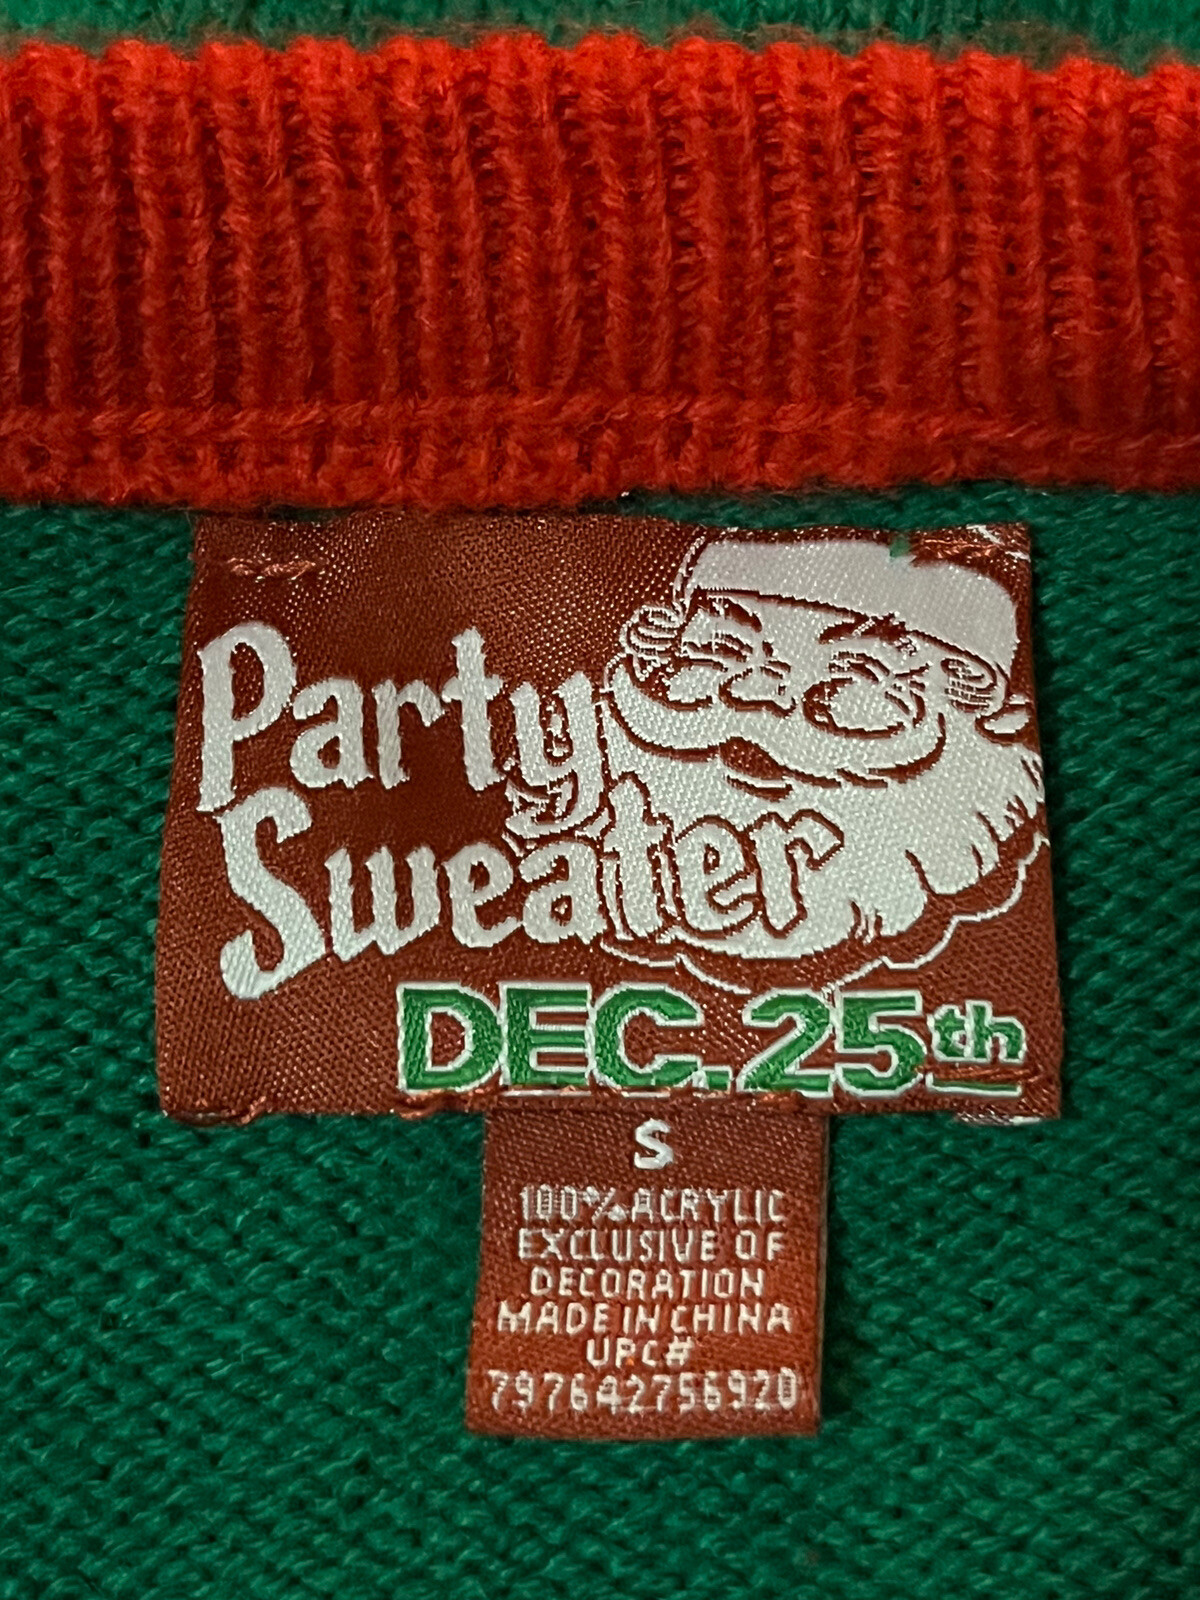 Party
Sweater
DEC.25th
S
100% ACRYLIC
EXCLUSIVE OF
DECORATION
MADE IN CHINA
UPC#
797642756920